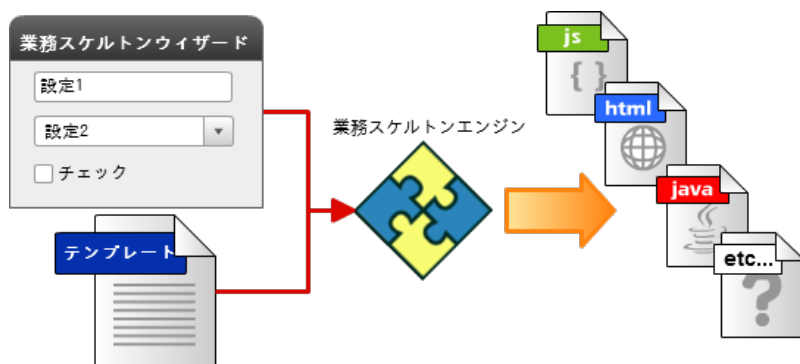 業務スケルトンウィザード
設定1
設定2
チェック
テンプレート
業務スケルトンエンジン
js
{ }
html
java
etc...
?